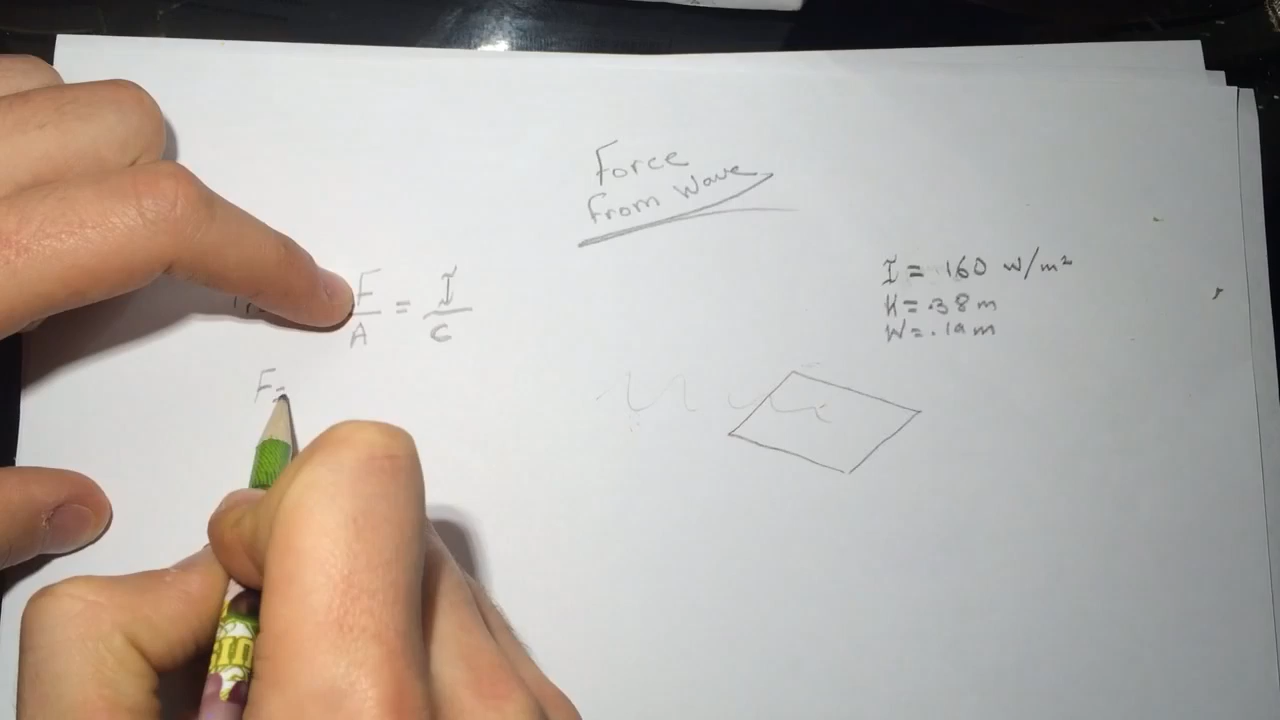 Force
From Wave
F/A = I/C
I = 160 W/m²
H = .38 m
W = .19 m
F =